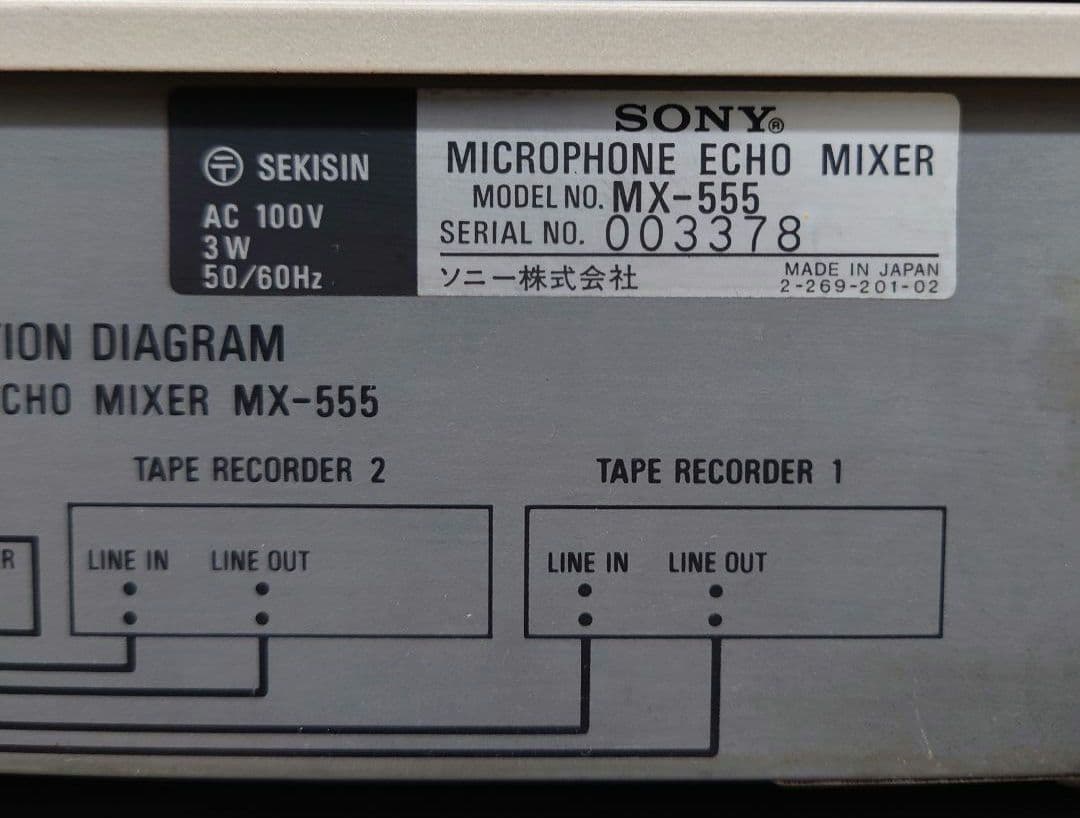 〒 SEKISIN
AC 100V
3W
50/60Hz
SONY®
MICROPHONE ECHO MIXER
MODEL NO. MX-555
SERIAL NO. 003378
ソニー株式会社
MADE IN JAPAN
2-269-201-02
TION DIAGRAM
CHO MIXER MX-555
TAPE RECORDER 2
TAPE RECORDER 1
R
LINE IN LINE OUT
LINE IN LINE OUT